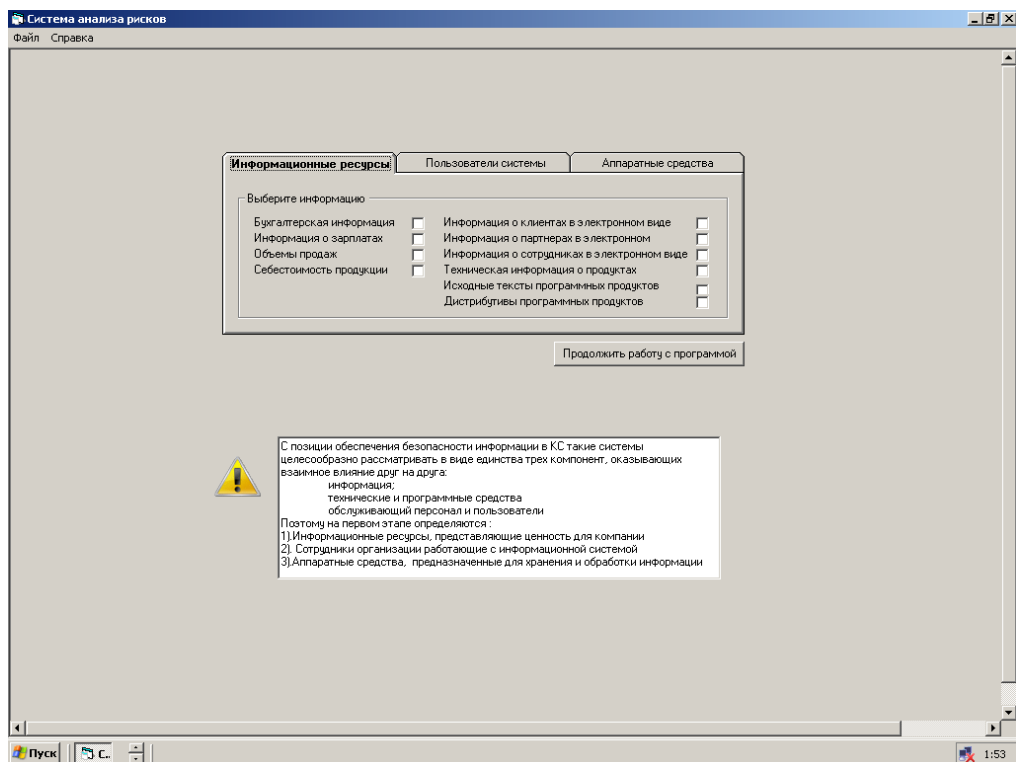 Система анализа рисков
Файл Справка
Информационные ресурсы Пользователи системы Аппаратные средства
Выберите информацию
Бухгалтерская информация Информация о клиентах в электронном виде
Информация о зарплатах Информация о партнерах в электронном
Объемы продаж Информация о сотрудниках в электронном виде
Себестоимость продукции Техническая информация о продуктах
Исходные тексты программных продуктов
Дистрибутивы программных продуктов
Продолжить работу с программой
С позиции обеспечения безопасности информации в КС такие системы
целесообразно рассматривать в виде единства трех компонент, оказывающих
взаимное влияние друг на друга:
информация;
технические и программные средства
обслуживающий персонал и пользователи
Поэтому на первом этапе определяются :
1).Информационные ресурсы, представляющие ценность для компании
2). Сотрудники организации работающие с информационной системой
3).Аппаратные средства, предназначенные для хранения и обработки информации
Пуск С.. 1:53